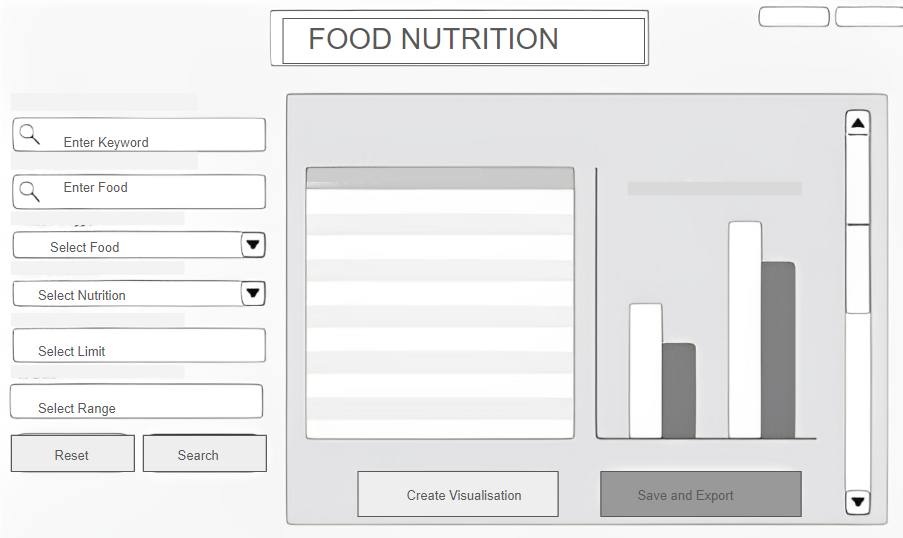 FOOD NUTRITION
Enter Keyword
Enter Food
Select Food
Select Nutrition
Select Limit
Select Range
Reset
Search
Create Visualisation
Save and Export